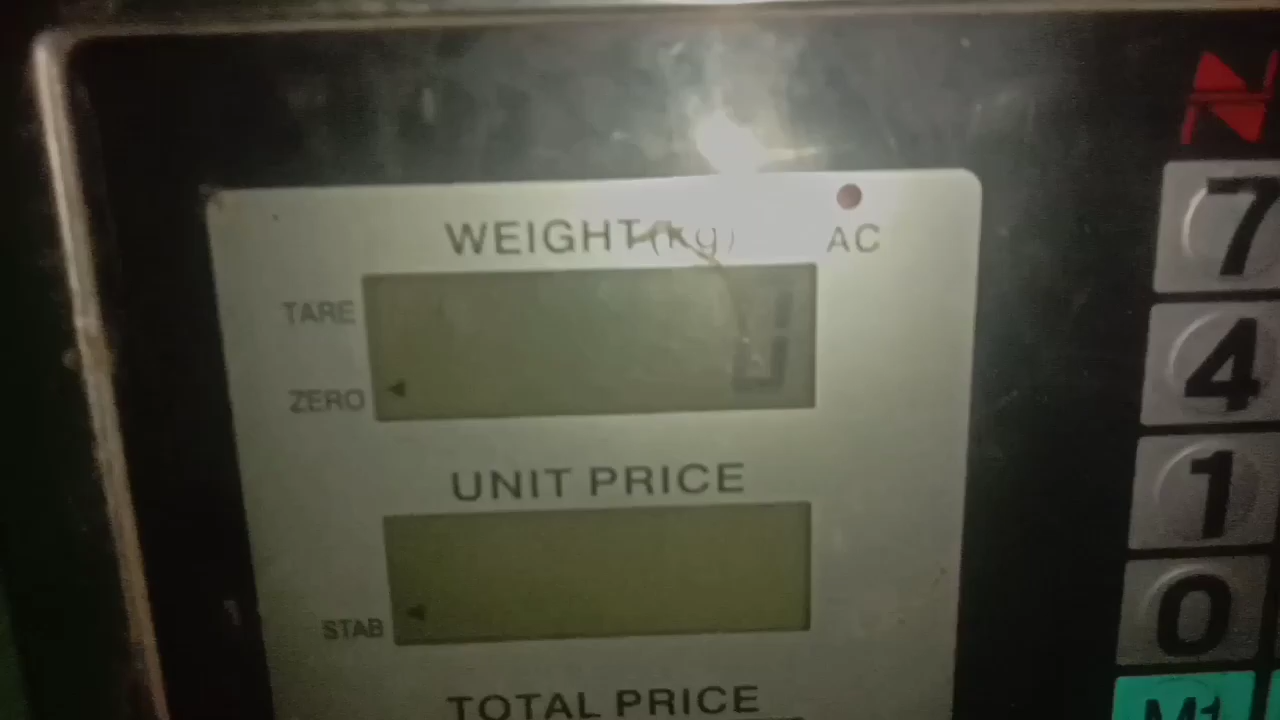 WEIGHT(kg)
AC
TARE
ZERO
UNIT PRICE
STAB
TOTAL PRICE
7
4
1
0
M1